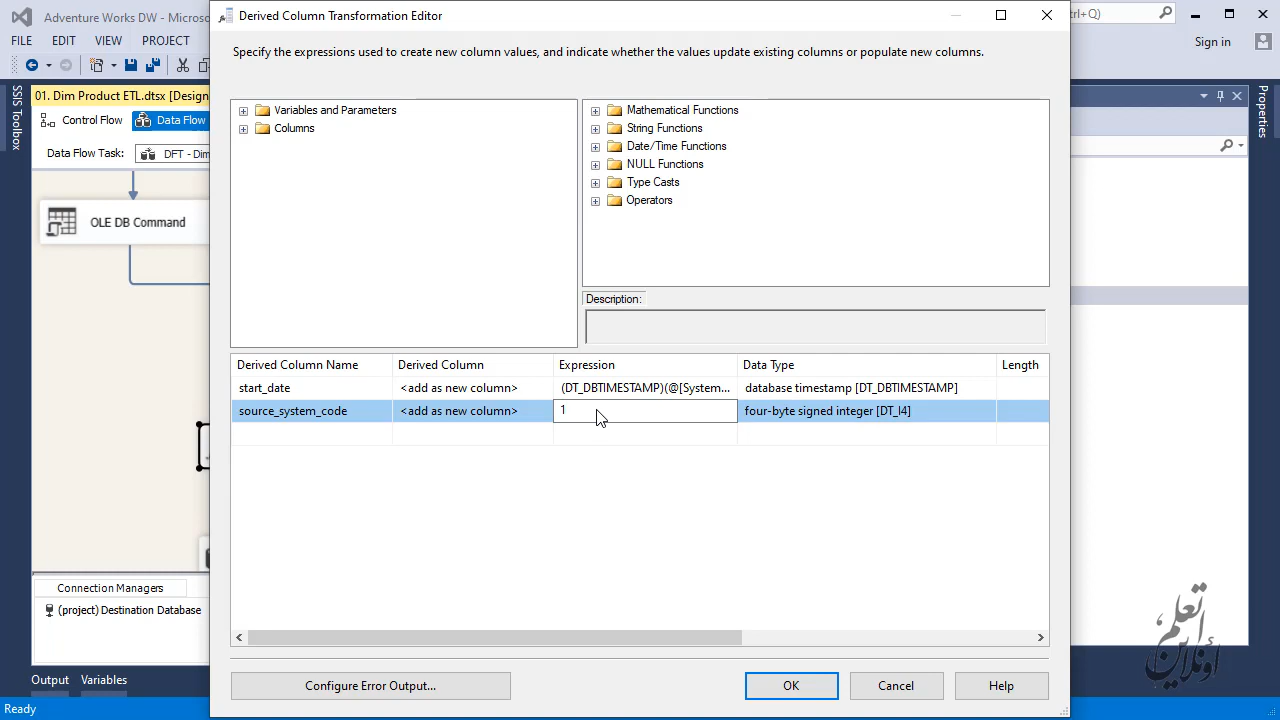 Adventure Works DW - Micros
Derived Column Transformation Editor
trl+Q)
FILE
EDIT
VIEW
PROJECT
Sign in
Specify the expressions used to create new column values, and indicate whether the values update existing columns or populate new columns.
01. Dim Product ETL.dtsx [Design
SSIS Toolbox
Properties
Control Flow
Data Flow
Data Flow Task:
DFT - Dim
OLE DB Command
Variables and Parameters
Columns
Mathematical Functions
String Functions
Date/Time Functions
NULL Functions
Type Casts
Operators
Description:
Derived Column Name
Derived Column
Expression
Data Type
Length
start_date
<add as new column>
(DT_DBTIMESTAMP)(@[System...
database timestamp [DT_DBTIMESTAMP]
source_system_code
<add as new column>
1
four-byte signed integer [DT_I4]
Connection Managers
(project) Destination Database
Configure Error Output...
OK
Cancel
Help
Output
Variables
Ready
أتعلم
أونلاين